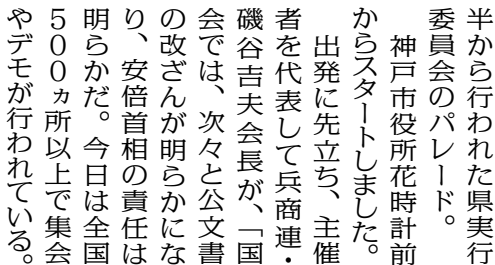 半から行われた県実行
委員会のパレード。
　神戸市役所花時計前
からスタートしました。
　出発に先立ち、主催
者を代表して兵商連・
磯谷吉夫会長が、「国
会では、次々と公文書
の改ざんが明らかにな
り、安倍首相の責任は
明らかだ。今日は全国
５００ヵ所以上で集会
やデモが行われている。